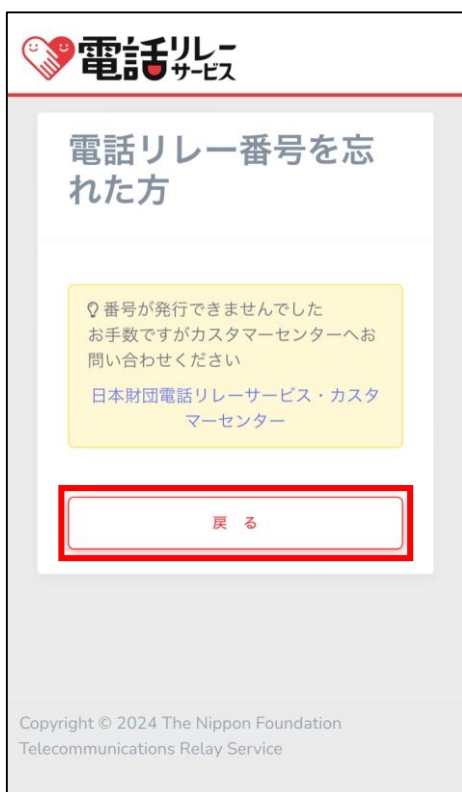 電話リレー
サービス
電話リレー番号を忘
れた方
番号が発行できませんでした
お手数ですがカスタマーセンターへお
問い合わせください
日本財団電話リレーサービス・カスタ
マーセンター
戻 る
Copyright © 2024 The Nippon Foundation
Telecommunications Relay Service